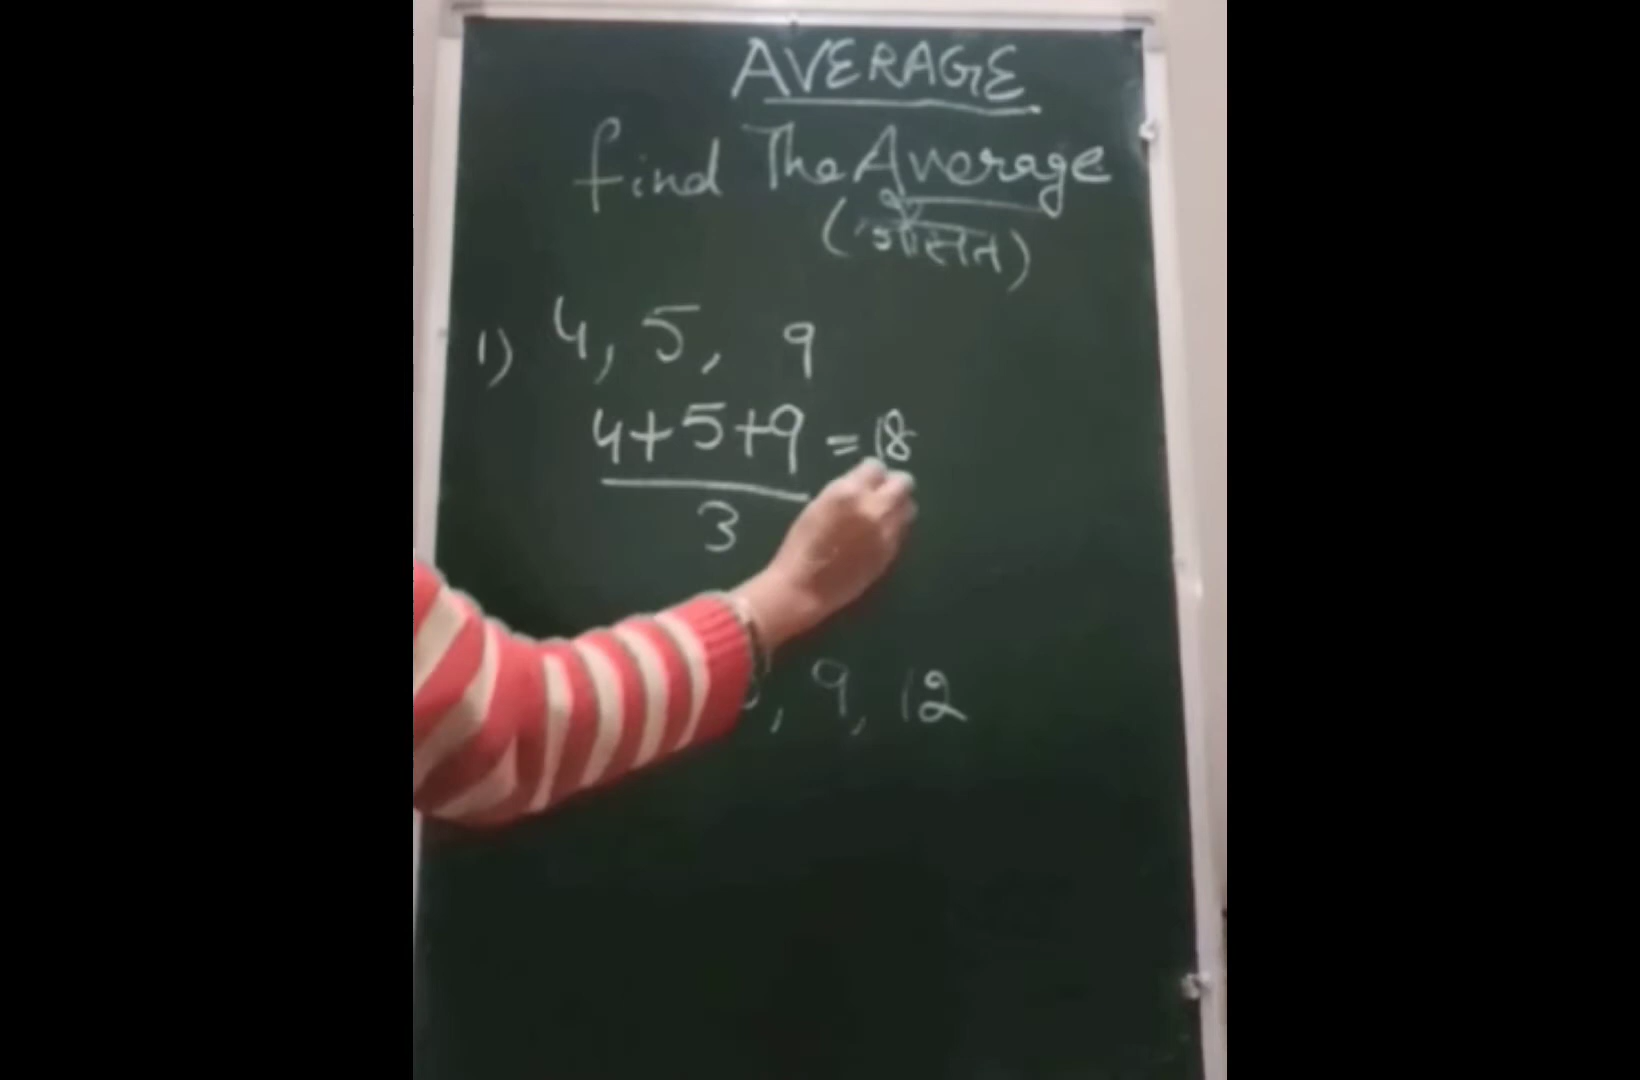 AVERAGE
find The Average
(औसत)
1) 4, 5, 9
4+5+9 = 18
3
, 9, 12